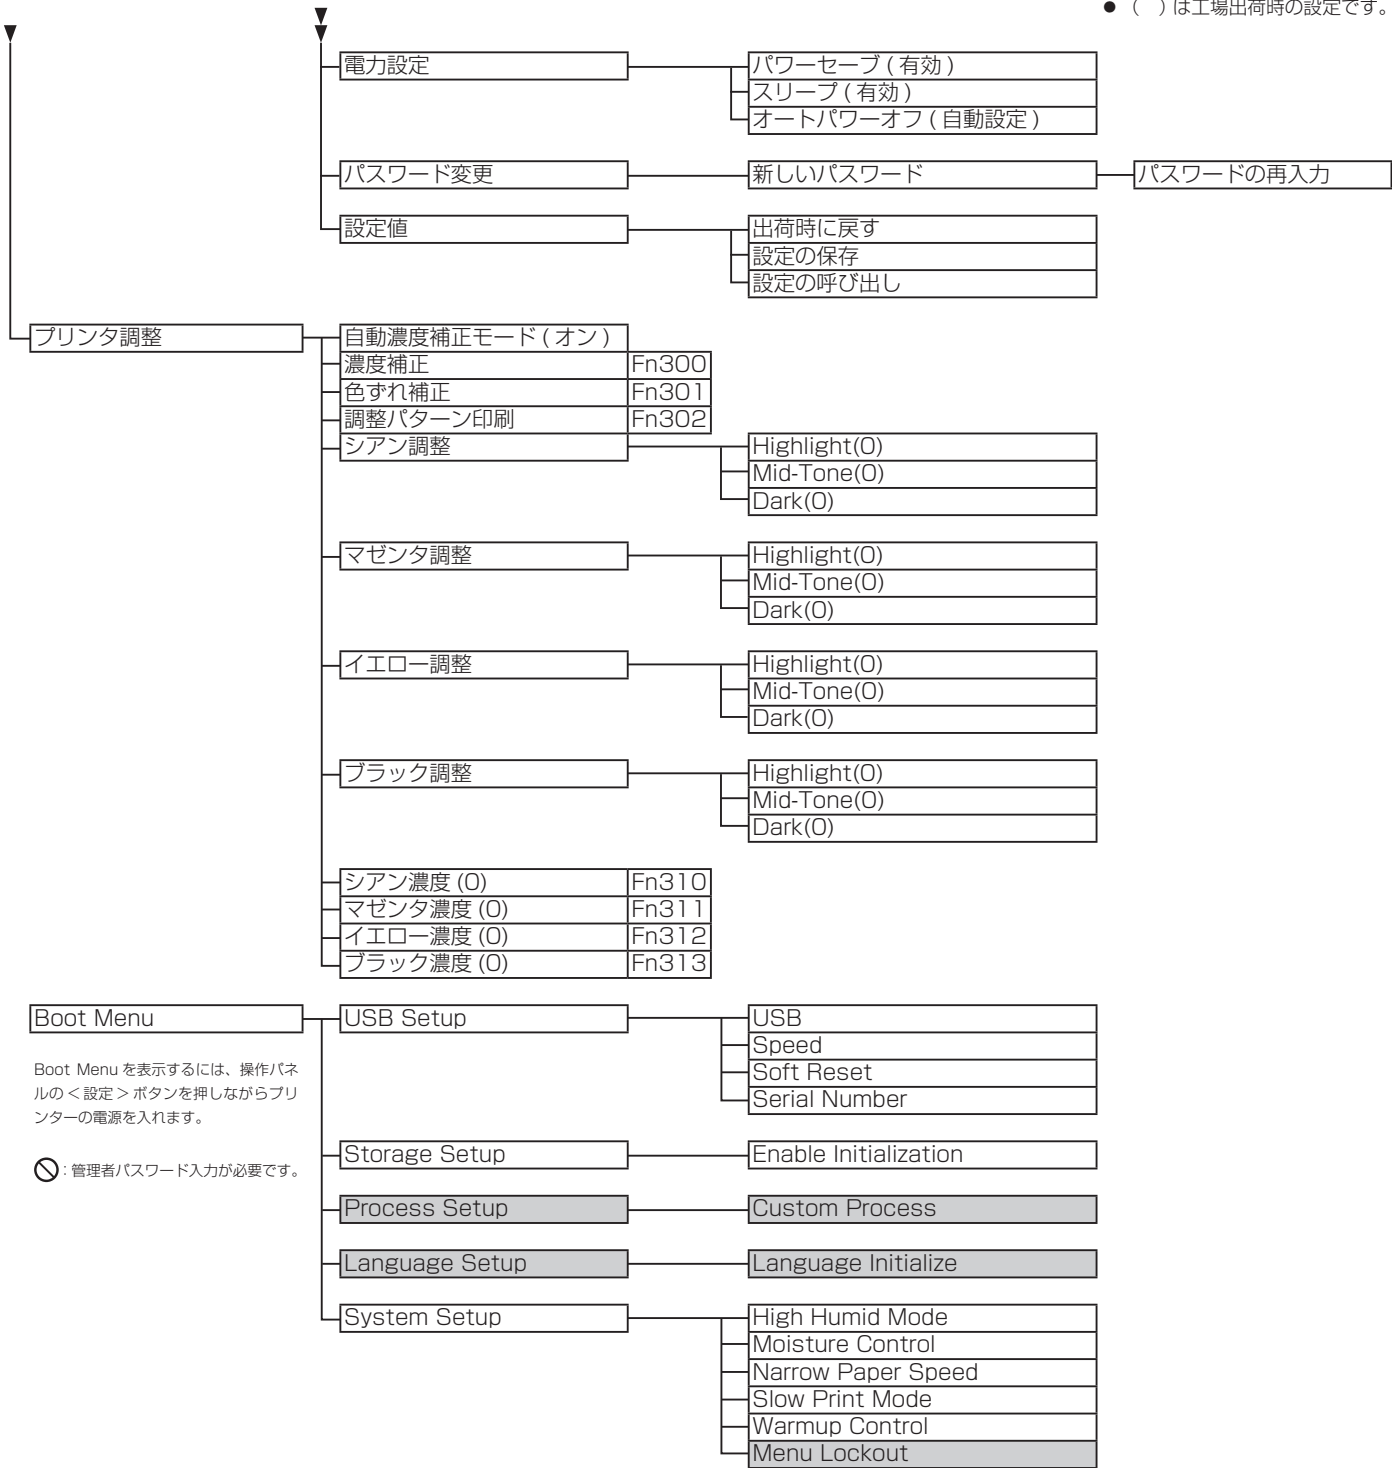 ● （　）は工場出荷時の設定です。
電力設定
パワーセーブ ( 有効 )
スリープ ( 有効 )
オートパワーオフ ( 自動設定 )
パスワード変更
新しいパスワード
パスワードの再入力
設定値
出荷時に戻す
設定の保存
設定の呼び出し
プリンタ調整
自動濃度補正モード ( オン )
濃度補正 Fn300
色ずれ補正 Fn301
調整パターン印刷 Fn302
シアン調整
Highlight(0)
Mid-Tone(0)
Dark(0)
マゼンタ調整
Highlight(0)
Mid-Tone(0)
Dark(0)
イエロー調整
Highlight(0)
Mid-Tone(0)
Dark(0)
ブラック調整
Highlight(0)
Mid-Tone(0)
Dark(0)
シアン濃度 (0) Fn310
マゼンタ濃度 (0) Fn311
イエロー濃度 (0) Fn312
ブラック濃度 (0) Fn313
Boot Menu
Boot Menu を表示するには、操作パネ
ルの < 設定 > ボタンを押しながらプリ
ンターの電源を入れます。
: 管理者パスワード入力が必要です。
USB Setup
USB
Speed
Soft Reset
Serial Number
Storage Setup
Enable Initialization
Process Setup
Custom Process
Language Setup
Language Initialize
System Setup
High Humid Mode
Moisture Control
Narrow Paper Speed
Slow Print Mode
Warmup Control
Menu Lockout